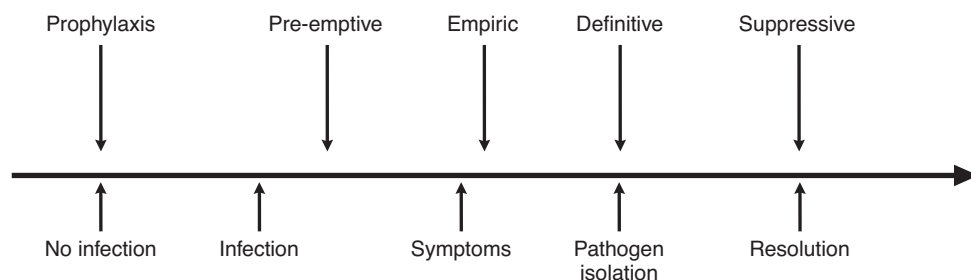 Prophylaxis Pre-emptive Empiric Definitive Suppressive
No infection Infection Symptoms Pathogen Resolution
isolation